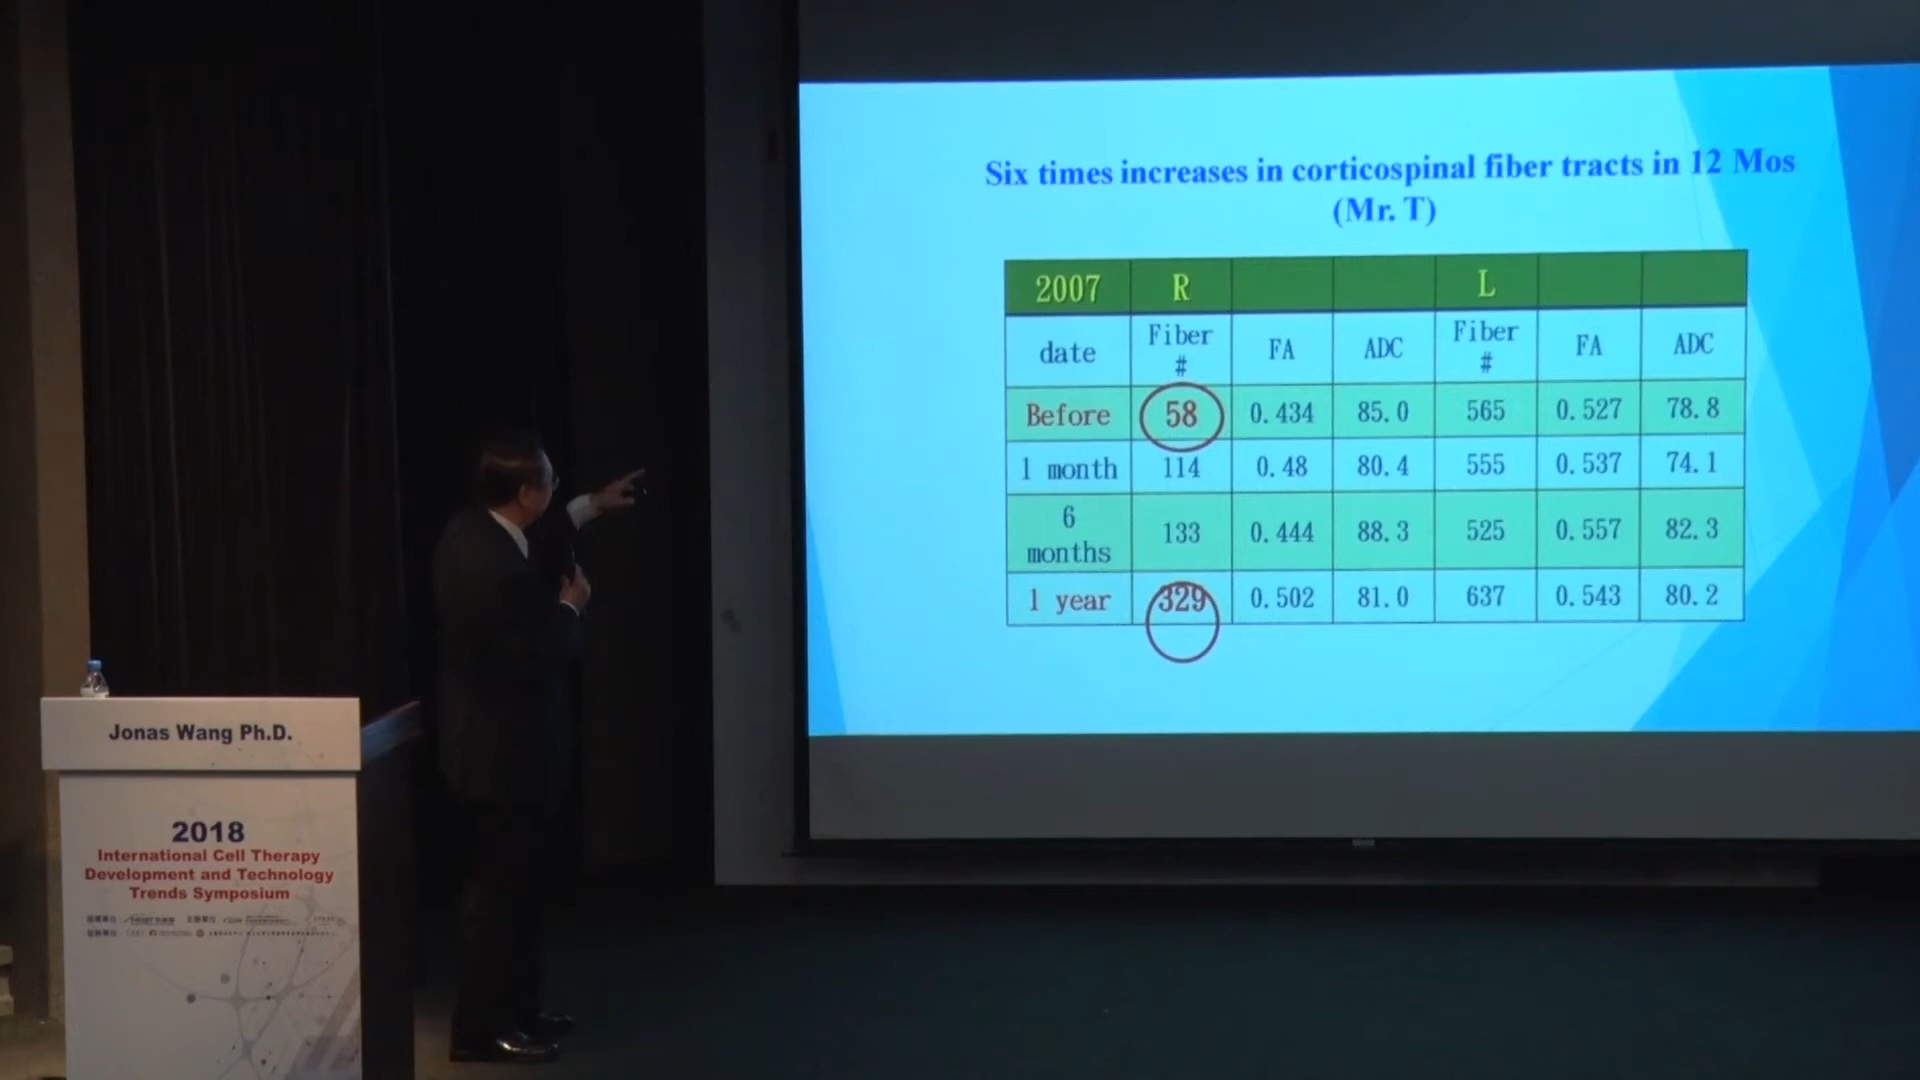 Six times increases in corticospinal fiber tracts in 12 Mos
(Mr. T)
2007 R L
date Fiber # FA ADC Fiber # FA ADC
Before 58 0.434 85.0 565 0.527 78.8
1 month 114 0.48 80.4 555 0.537 74.1
6 months 133 0.444 88.3 525 0.557 82.3
1 year 329 0.502 81.0 637 0.543 80.2
Jonas Wang Ph.D.
2018
International Cell Therapy
Development and Technology
Trends Symposium